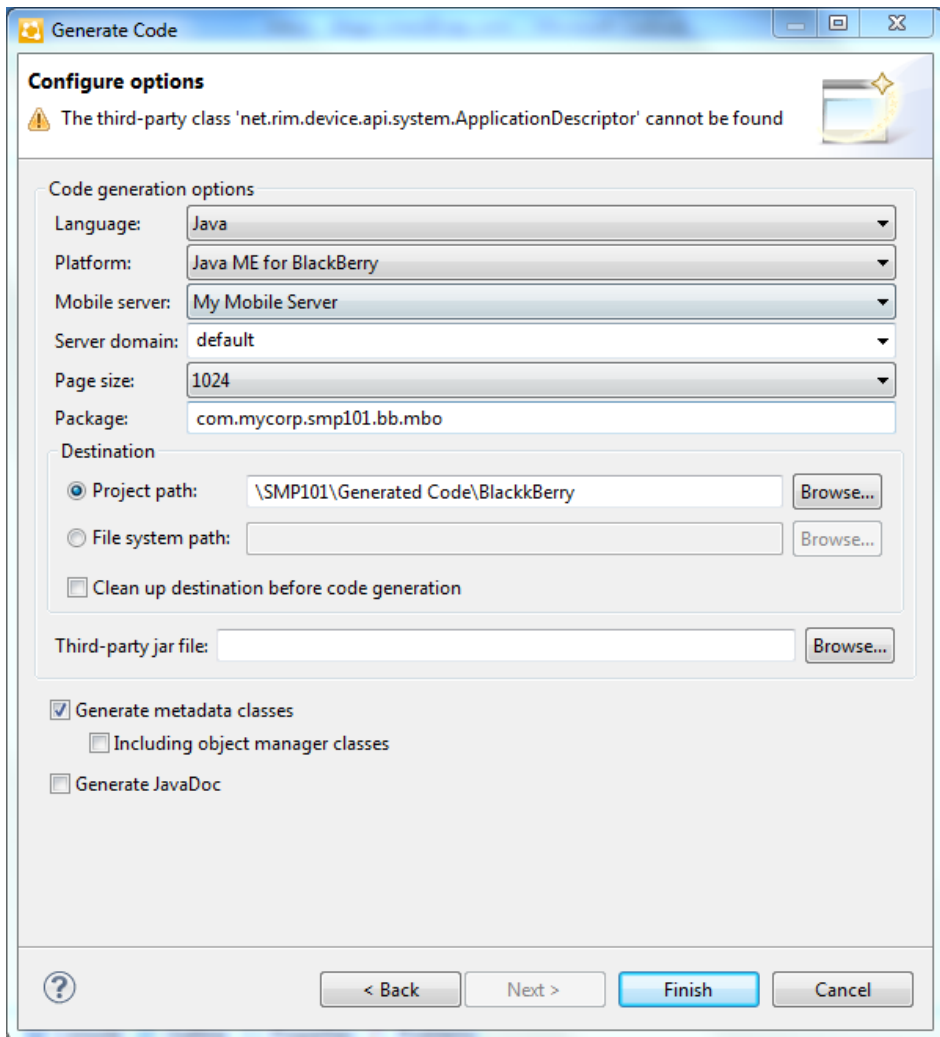 Generate Code
Configure options
The third-party class 'net.rim.device.api.system.ApplicationDescriptor' cannot be found
Code generation options
Language: Java
Platform: Java ME for BlackBerry
Mobile server: My Mobile Server
Server domain: default
Page size: 1024
Package: com.mycorp.smp101.bb.mbo
Destination
Project path: \SMP101\Generated Code\BlackkBerry Browse...
File system path: Browse...
Clean up destination before code generation
Third-party jar file: Browse...
Generate metadata classes
Including object manager classes
Generate JavaDoc
? < Back Next > Finish Cancel